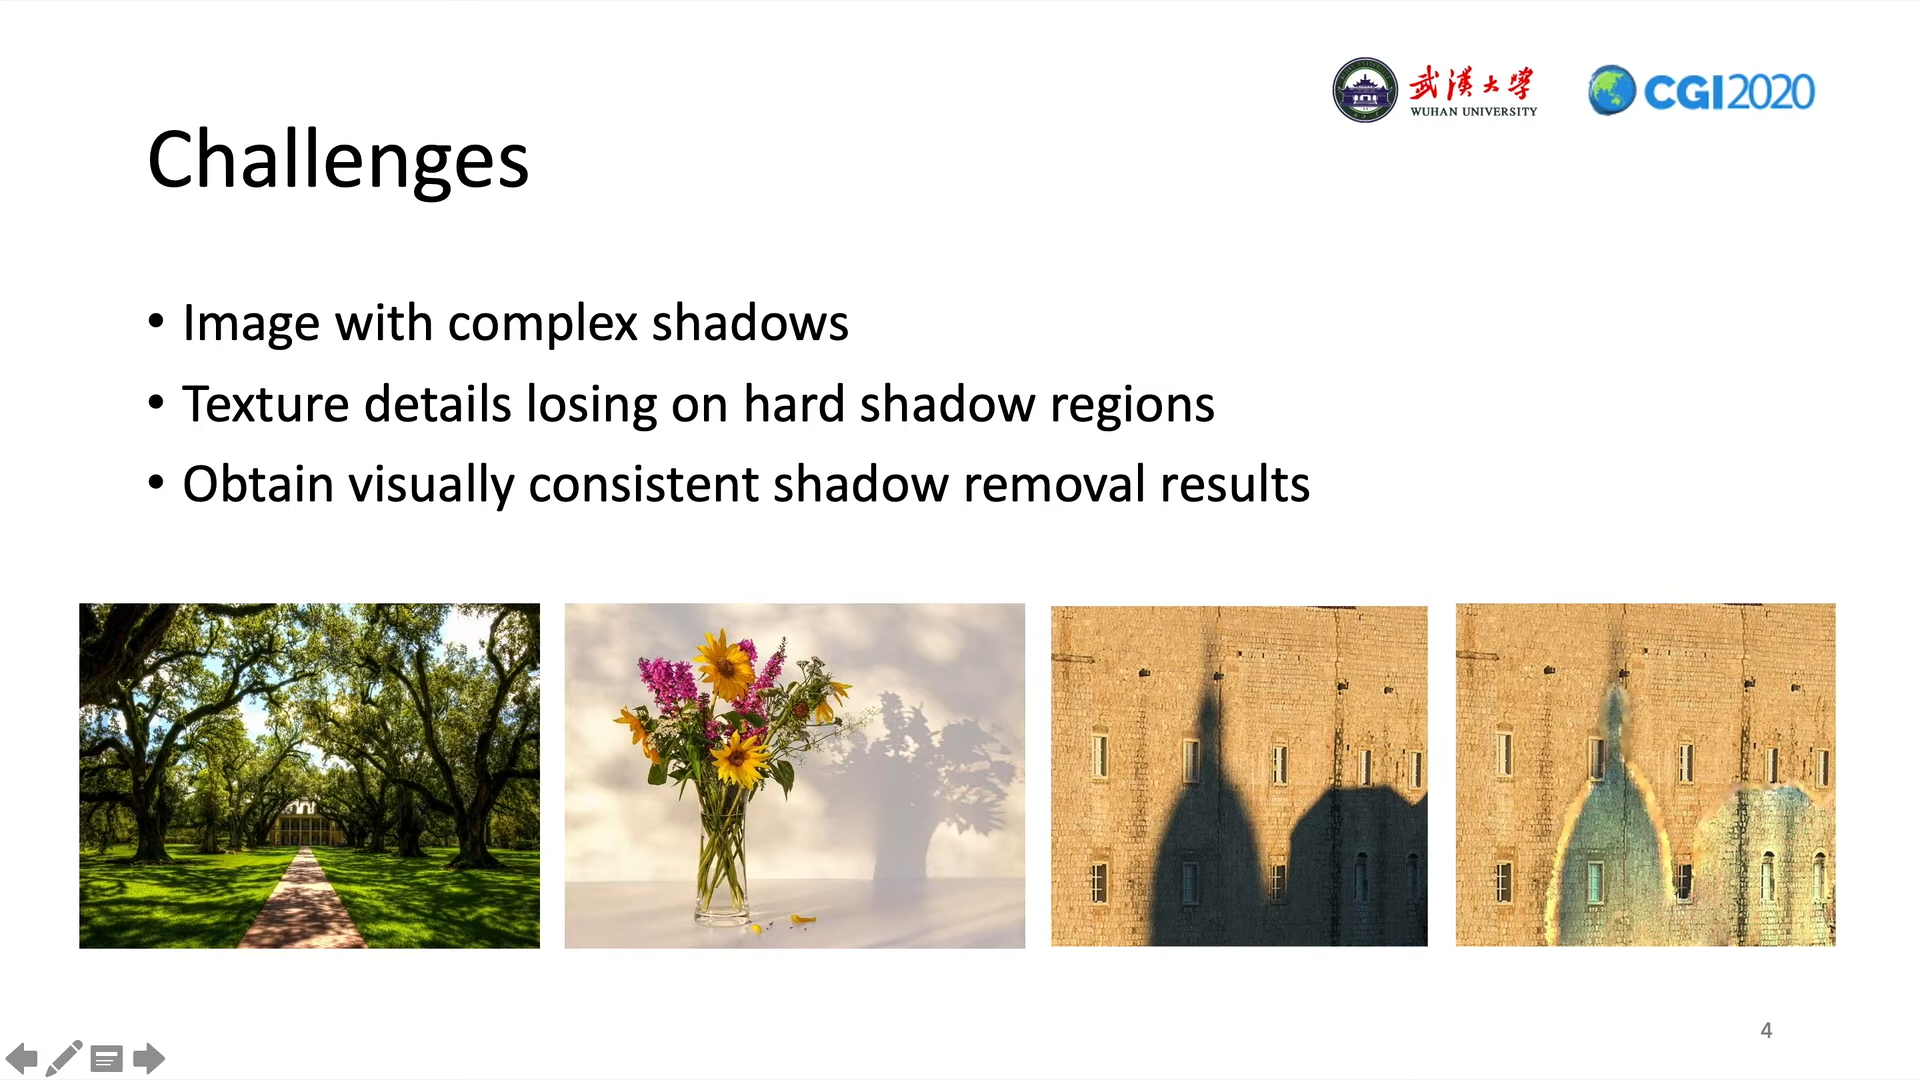 武漢大学
WUHAN UNIVERSITY
CGI2020
Challenges
• Image with complex shadows
• Texture details losing on hard shadow regions
• Obtain visually consistent shadow removal results
4